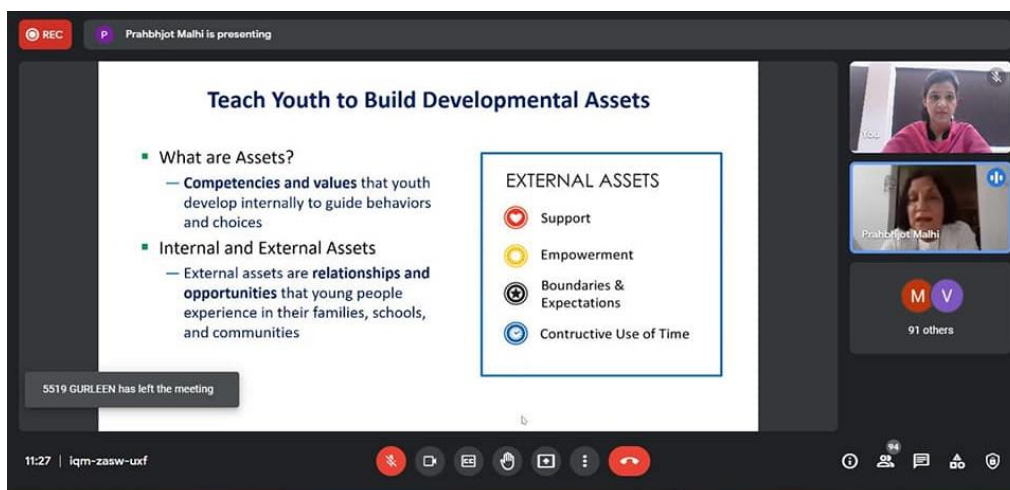 REC
P Prahbhjot Malhi is presenting
Teach Youth to Build Developmental Assets
▪ What are Assets?
— Competencies and values that youth
develop internally to guide behaviors
and choices
▪ Internal and External Assets
— External assets are relationships and
opportunities that young people
experience in their families, schools,
and communities
EXTERNAL ASSETS
Support
Empowerment
Boundaries &
Expectations
Contructive Use of Time
You
Prahbhjot Malhi
M V
91 others
5519 GURLEEN has left the meeting
11:27 | iqm-zasw-uxf
CC
94